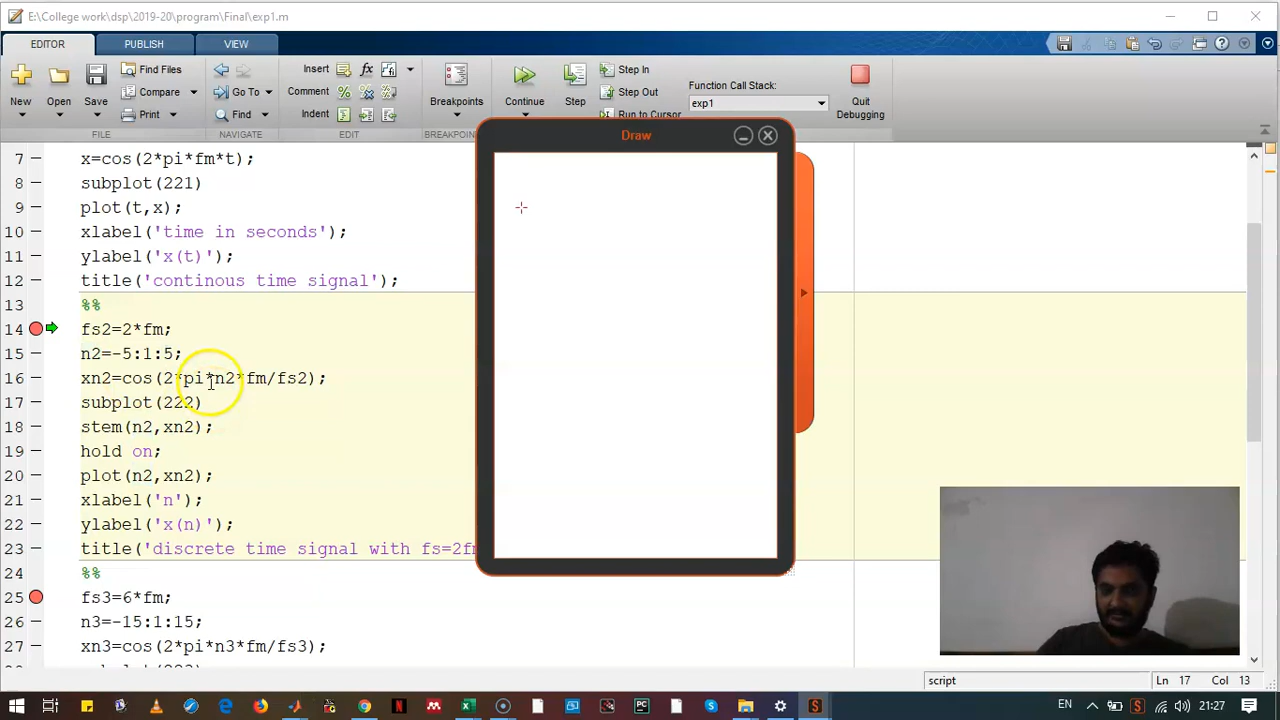 E:\College work\dsp\2019-20\program\Final\exp1.m
EDITOR PUBLISH VIEW
New Open Save Find Files Compare Print
Go To Find
Insert Comment Indent
Breakpoints Continue Step Step In Step Out Run to Cursor
Function Call Stack:
exp1
Quit Debugging
FILE NAVIGATE EDIT BREAKPOINTS
Draw
7 x=cos(2*pi*fm*t);
8 subplot(221)
9 plot(t,x);
10 xlabel('time in seconds');
11 ylabel('x(t)');
12 title('continous time signal');
13 %%
14 fs2=2*fm;
15 n2=-5:1:5;
16 xn2=cos(2*pi*n2*fm/fs2);
17 subplot(222)
18 stem(n2,xn2);
19 hold on;
20 plot(n2,xn2);
21 xlabel('n');
22 ylabel('x(n)');
23 title('discrete time signal with fs=2fm
24 %%
25 fs3=6*fm;
26 n3=-15:1:15;
27 xn3=cos(2*pi*n3*fm/fs3);
script Ln 17 Col 13
EN 21:27